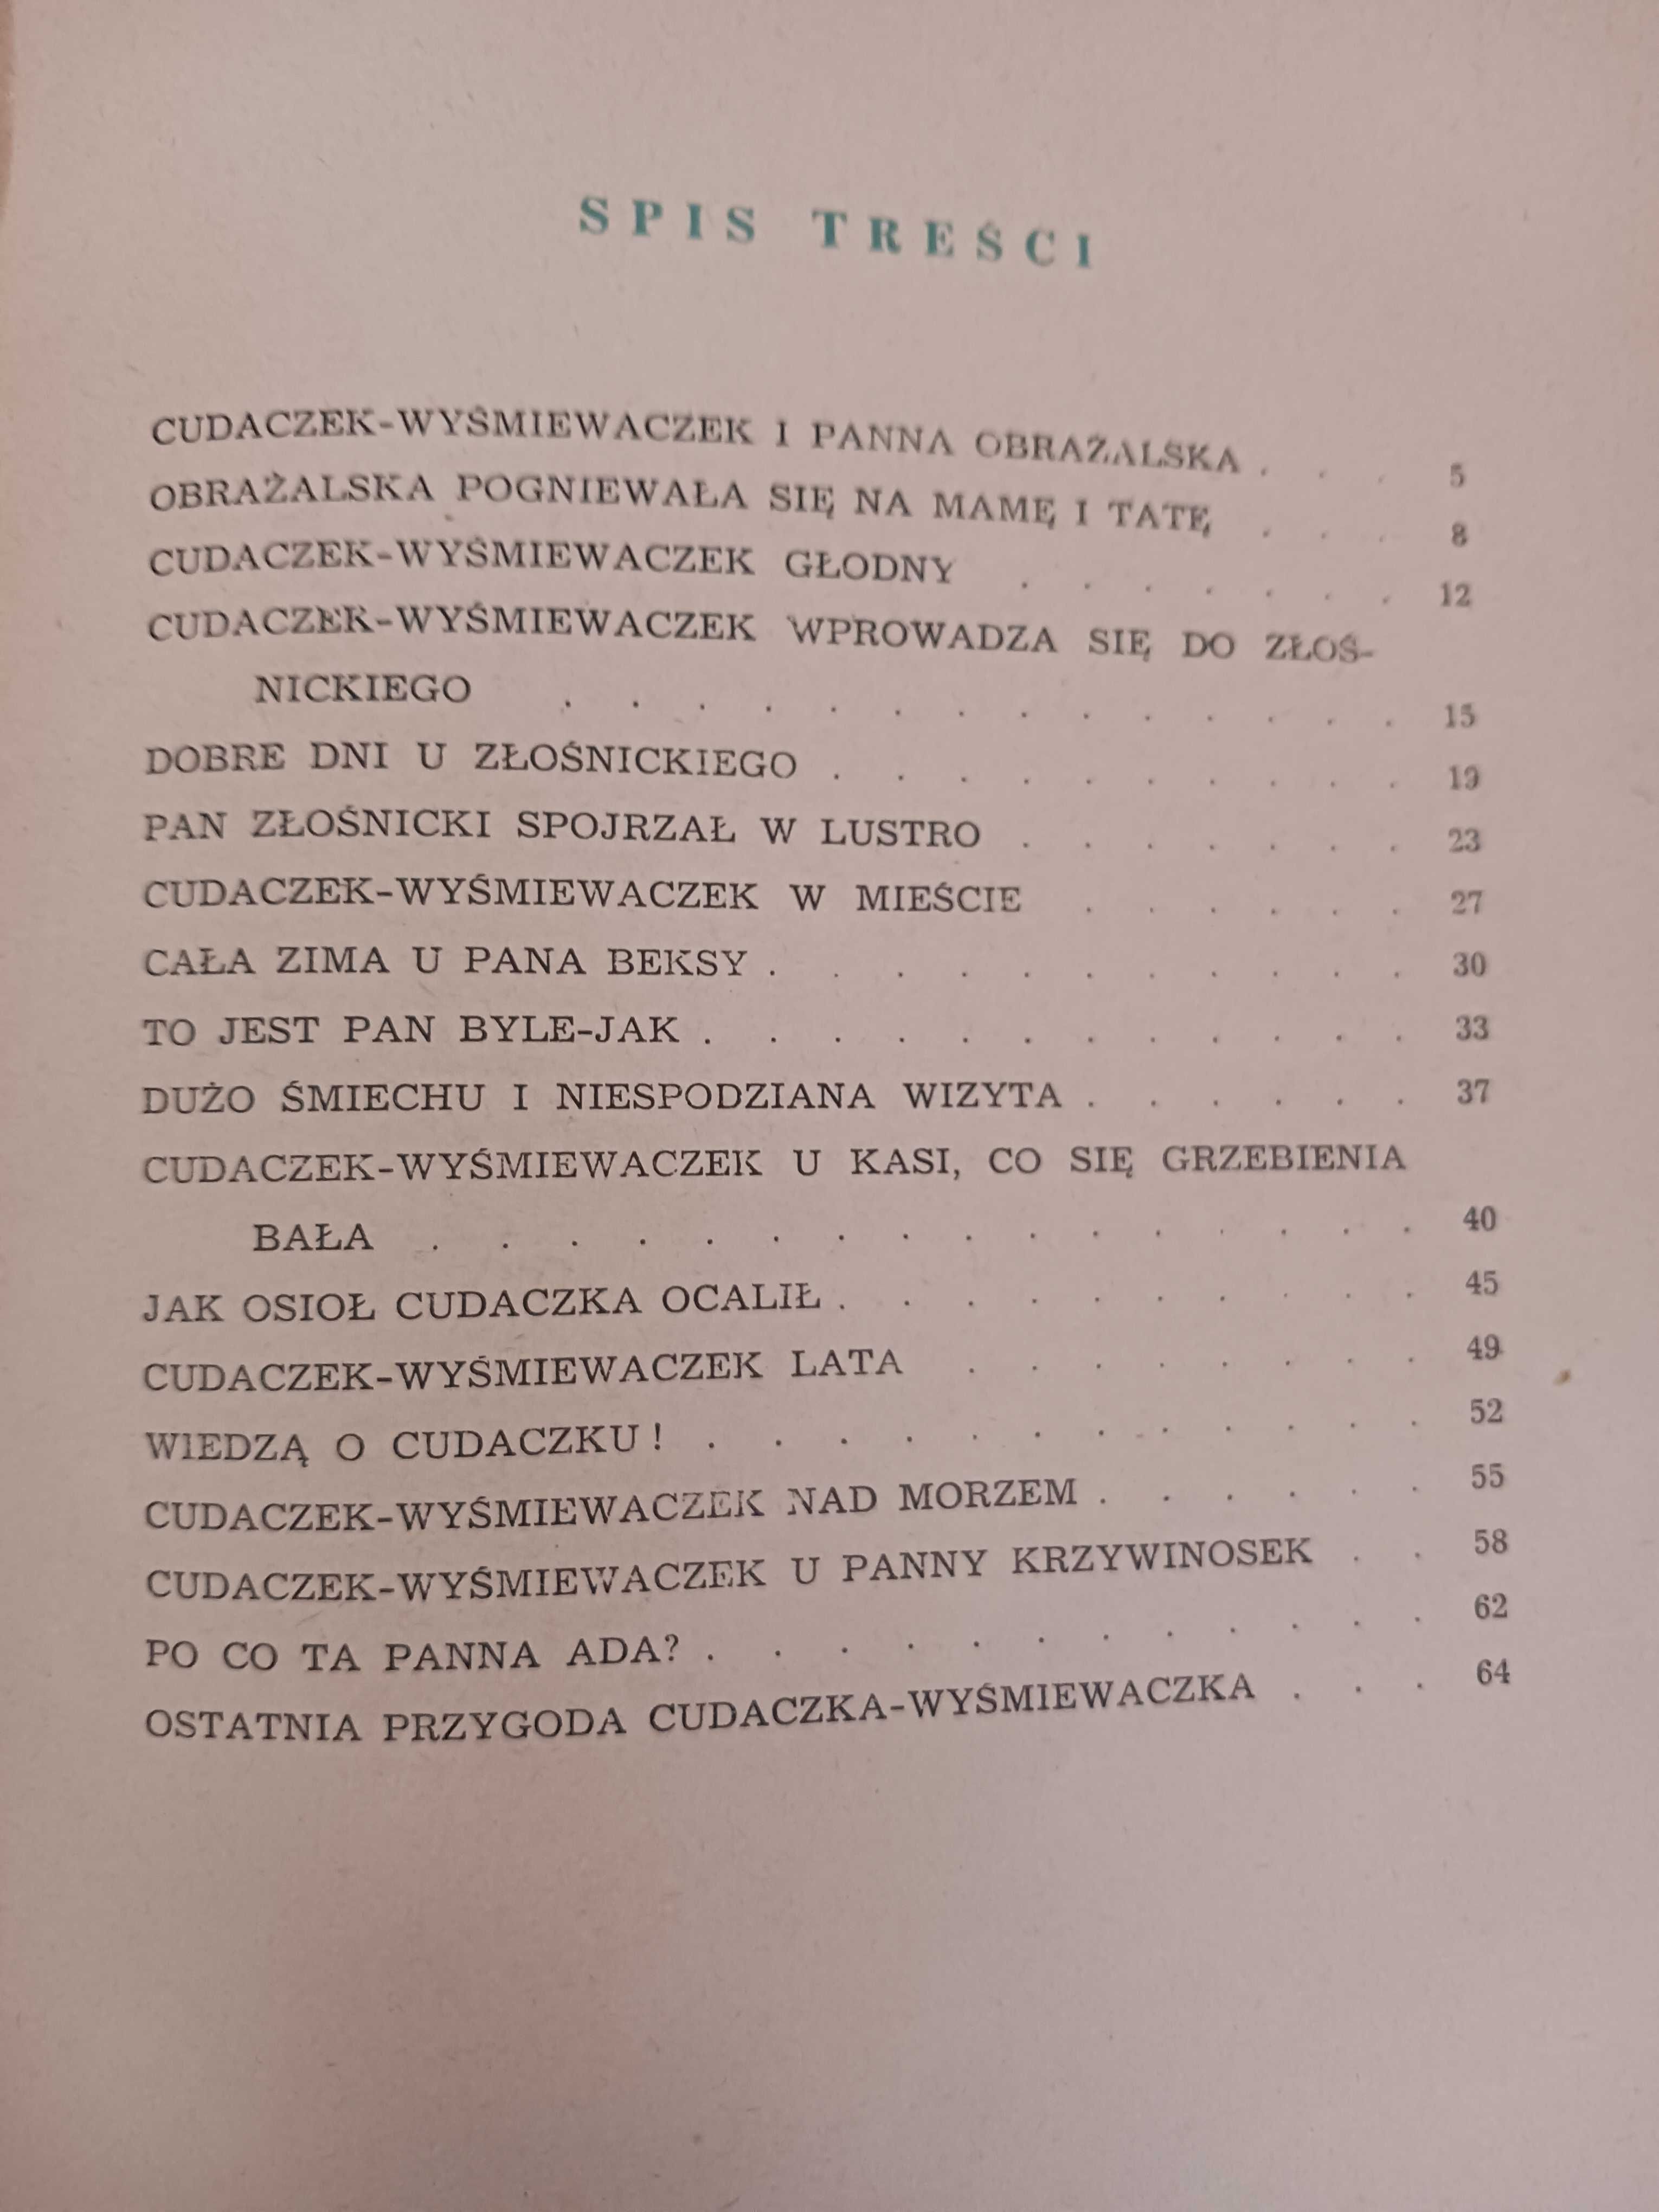 SPIS TREŚCI
CUDACZEK-WYŚMIEWACZEK I PANNA OBRAŻALSKA . . . 5
OBRAŻALSKA POGNIEWAŁA SIĘ NA MAMĘ I TATĘ . . . 8
CUDACZEK-WYŚMIEWACZEK GŁODNY . . . . . . . 12
CUDACZEK-WYŚMIEWACZEK WPROWADZA SIĘ DO ZŁOŚ-
NICKIEGO . . . . . . . . . . . . . . 15
DOBRE DNI U ZŁOŚNICKIEGO . . . . . . . . . . 19
PAN ZŁOŚNICKI SPOJRZAŁ W LUSTRO . . . . . . . 23
CUDACZEK-WYŚMIEWACZEK W MIEŚCIE . . . . . . 27
CAŁA ZIMA U PANA BEKSY . . . . . . . . . . . 30
TO JEST PAN BYLE-JAK . . . . . . . . . . . . 33
DUŻO ŚMIECHU I NIESPODZIANA WIZYTA . . . . . . 37
CUDACZEK-WYŚMIEWACZEK U KASI, CO SIĘ GRZEBIENIA
BAŁA . . . . . . . . . . . . . . . . 40
JAK OSIOŁ CUDACZKA OCALIŁ . . . . . . . . . . 45
CUDACZEK-WYŚMIEWACZEK LATA . . . . . . . . 49
WIEDZĄ O CUDACZKU! . . . . . . . . . . . . 52
CUDACZEK-WYŚMIEWACZEK NAD MORZEM . . . . . . 55
CUDACZEK-WYŚMIEWACZEK U PANNY KRZYWINOSEK . . 58
PO CO TA PANNA ADA? . . . . . . . . . . . . 62
OSTATNIA PRZYGODA CUDACZKA-WYŚMIEWACZKA . . . 64